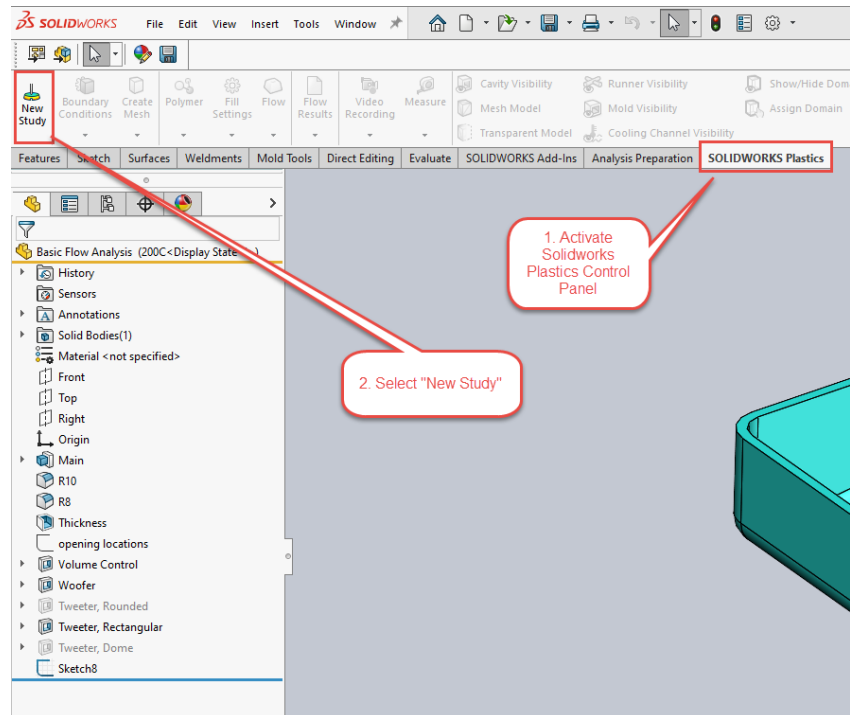 SOLIDWORKS File Edit View Insert Tools Window
New Study
Boundary Conditions
Create Mesh
Polymer
Fill Settings
Flow
Flow Results
Video Recording
Measure
Cavity Visibility
Runner Visibility
Show/Hide Dom
Mesh Model
Mold Visibility
Assign Domain
Transparent Model
Cooling Channel Visibility
Features Sketch Surfaces Weldments Mold Tools Direct Editing Evaluate SOLIDWORKS Add-Ins Analysis Preparation SOLIDWORKS Plastics
1. Activate
Solidworks
Plastics Control
Panel
Basic Flow Analysis (200C<Display State
History
Sensors
Annotations
Solid Bodies(1)
Material <not specified>
Front
Top
Right
Origin
Main
R10
R8
Thickness
opening locations
Volume Control
Woofer
Tweeter, Rounded
Tweeter, Rectangular
Tweeter, Dome
Sketch8
2. Select "New Study"